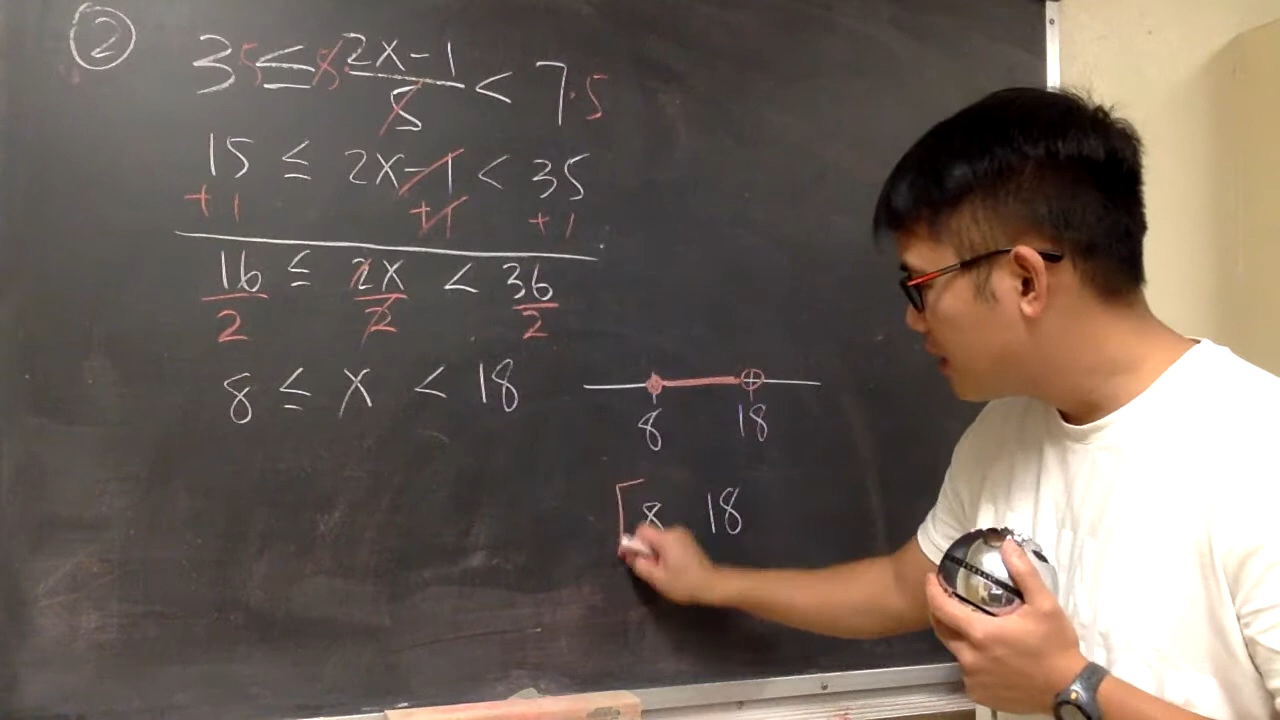 ②
3·5 ≤ 5·(2x-1)/5 < 7·5
15 ≤ 2x-1 < 35
+1 +1 +1
16/2 ≤ 2x/2 < 36/2
8 ≤ x < 18
8 18
[8 18